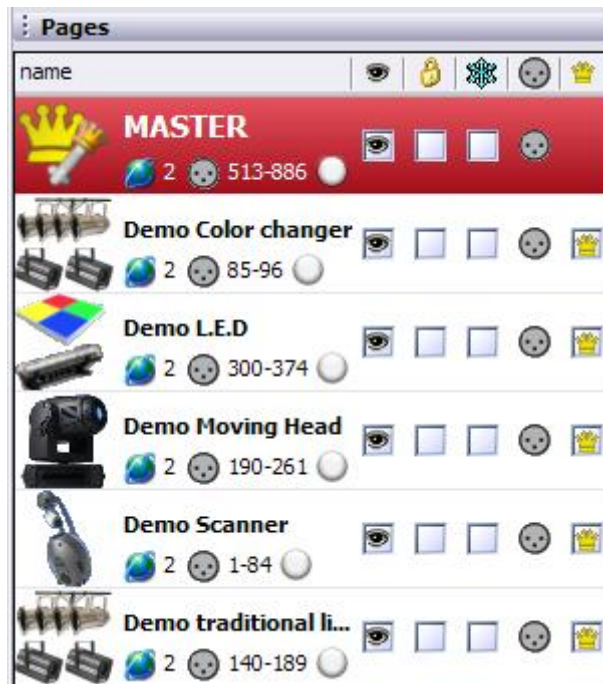 Pages
name
MASTER
2 513-886
Demo Color changer
2 85-96
Demo L.E.D
2 300-374
Demo Moving Head
2 190-261
Demo Scanner
2 1-84
Demo traditional li...
2 140-189